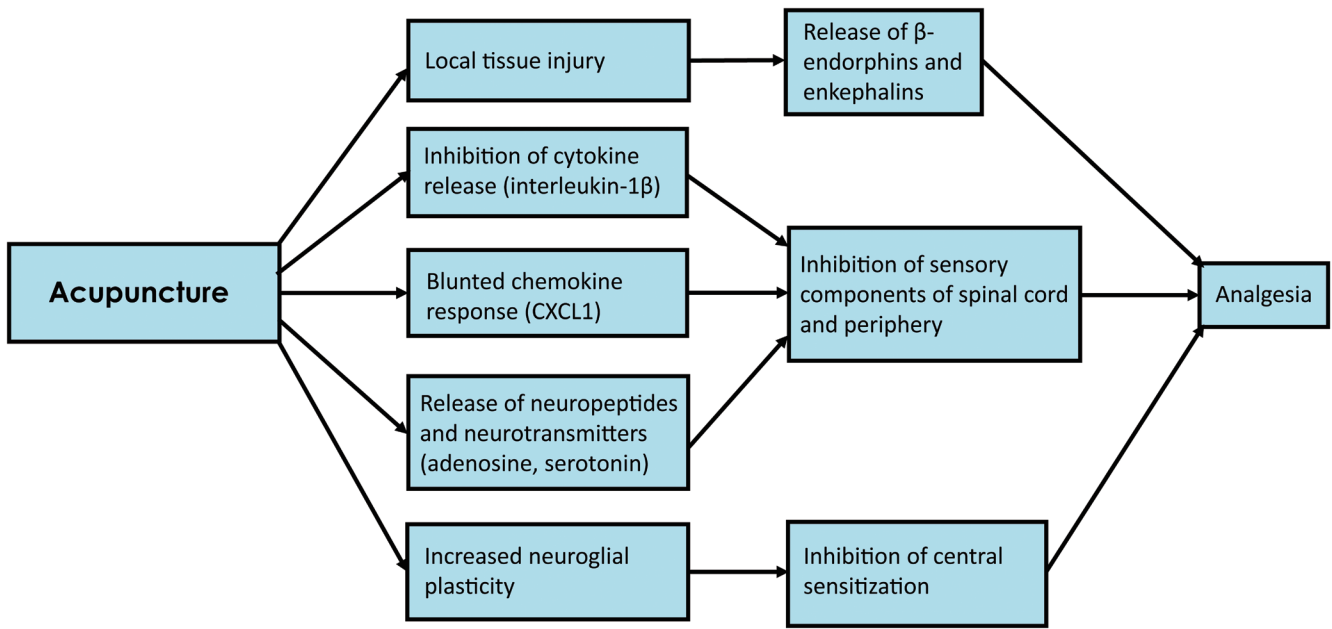 Acupuncture
Local tissue injury
Inhibition of cytokine
release (interleukin-1β)
Blunted chemokine
response (CXCL1)
Release of neuropeptides
and neurotransmitters
(adenosine, serotonin)
Increased neuroglial
plasticity
Release of β-
endorphins and
enkephalins
Inhibition of sensory
components of spinal cord
and periphery
Inhibition of central
sensitization
Analgesia